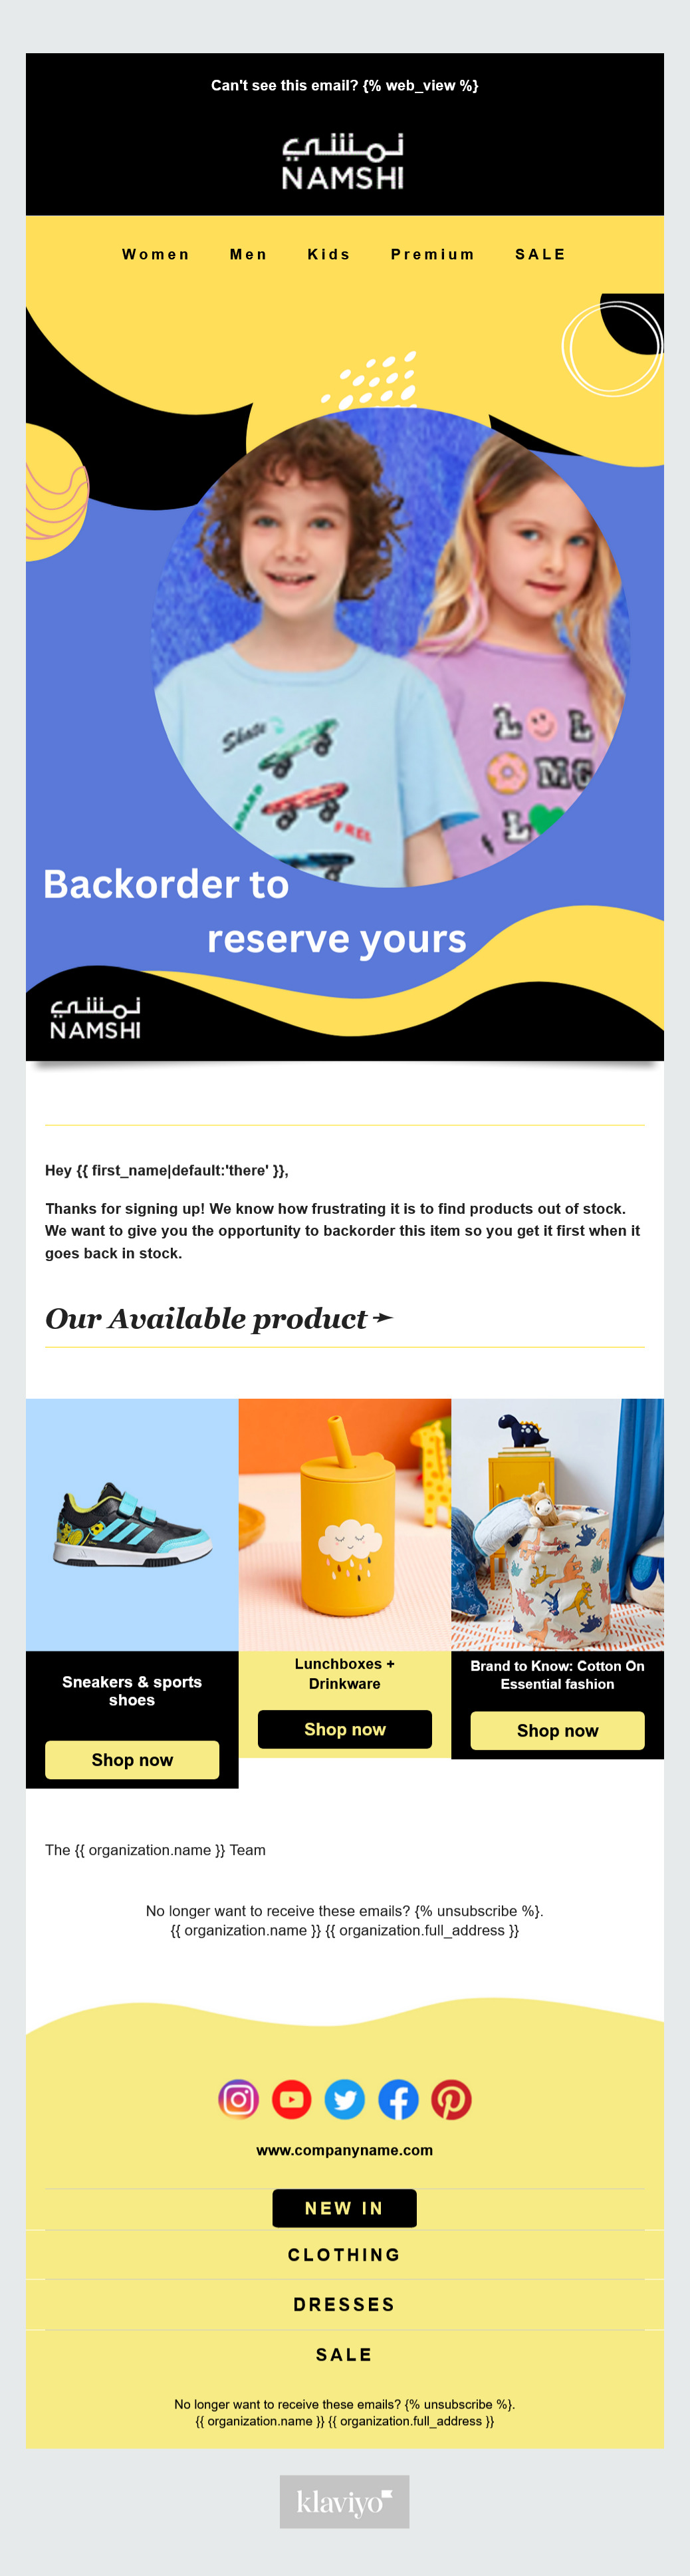 Can't see this email? {% web_view %}
نمشي
NAMSHI
Women Men Kids Premium SALE
Skate
BOARD
FREE
L L
OMG
L
Backorder to
reserve yours
نمشي
NAMSHI
Hey {{ first_name|default:'there' }},
Thanks for signing up! We know how frustrating it is to find products out of stock.
We want to give you the opportunity to backorder this item so you get it first when it
goes back in stock.
Our Available product
Sneakers & sports
shoes
Shop now
Lunchboxes +
Drinkware
Shop now
Brand to Know: Cotton On
Essential fashion
Shop now
The {{ organization.name }} Team
No longer want to receive these emails? {% unsubscribe %}.
{{ organization.name }} {{ organization.full_address }}
www.companyname.com
NEW IN
CLOTHING
DRESSES
SALE
No longer want to receive these emails? {% unsubscribe %}.
{{ organization.name }} {{ organization.full_address }}
klaviyo